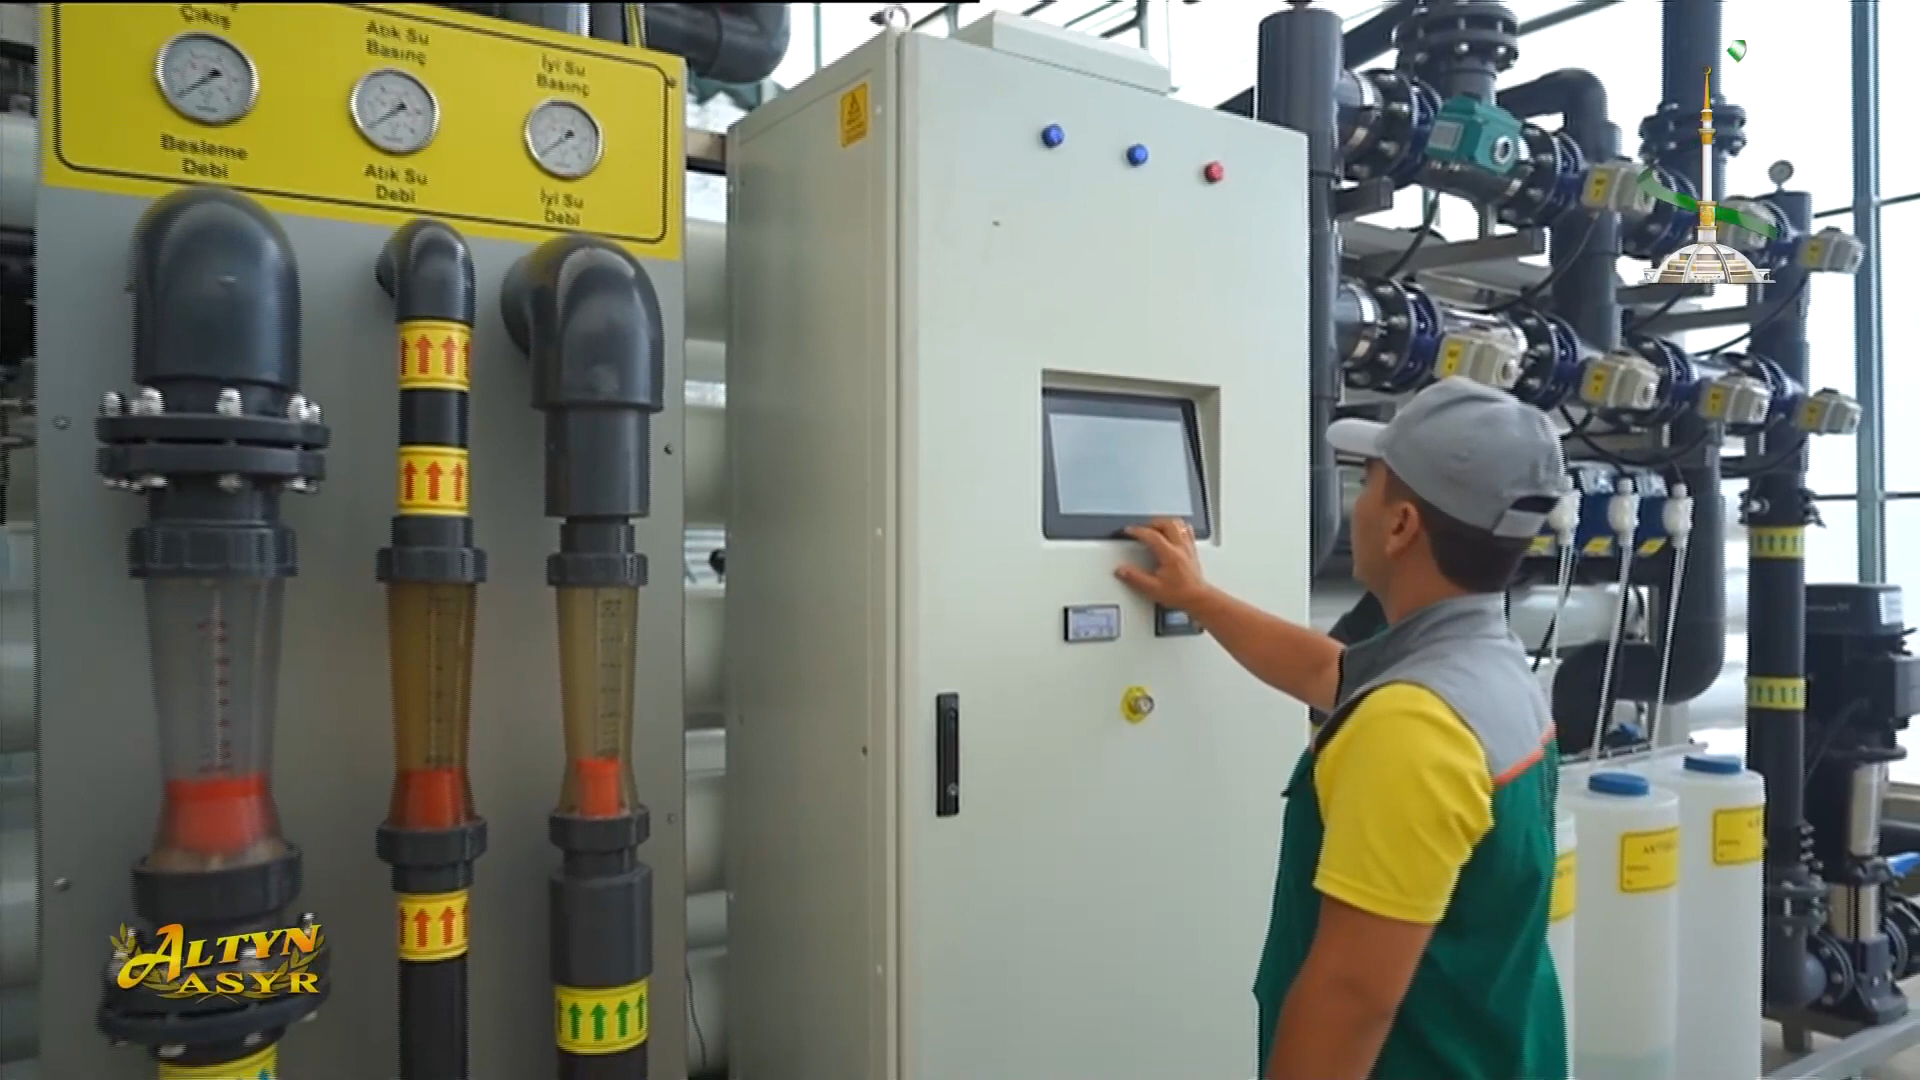 Çıkış
Atık Su
Basınç
İyi Su
Basınç
Besleme
Debi
Atık Su
Debi
İyi Su
Debi
ALTYN
ASYR